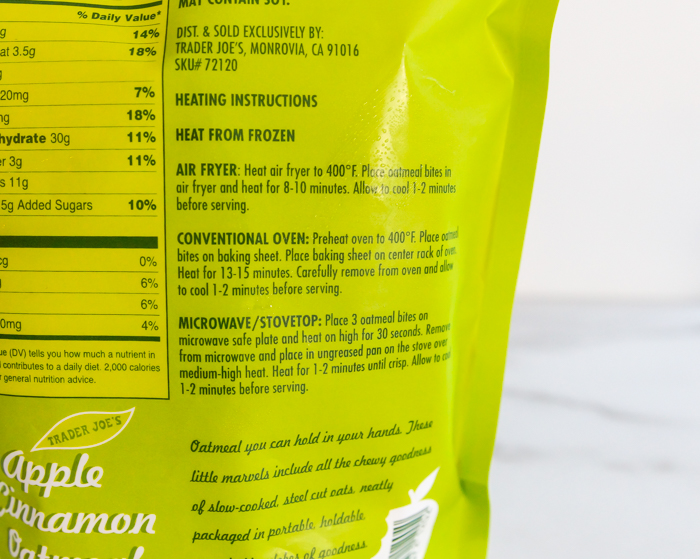 % Daily Value*
g 14%
at 3.5g 18%
g
20mg 7%
ng 18%
hydrate 30g 11%
er 3g 11%
s 11g
5g Added Sugars 10%
cg 0%
6%
6%
0mg 4%
ue (DV) tells you how much a nutrient in
contributes to a daily diet. 2,000 calories
general nutrition advice.
MAY CONTAIN SOY.
DIST. & SOLD EXCLUSIVELY BY:
TRADER JOE'S, MONROVIA, CA 91016
SKU# 72120
HEATING INSTRUCTIONS
HEAT FROM FROZEN
AIR FRYER: Heat air fryer to 400°F. Place oatmeal bites in
air fryer and heat for 8-10 minutes. Allow to cool 1-2 minutes
before serving.
CONVENTIONAL OVEN: Preheat oven to 400°F. Place oatmeal
bites on baking sheet. Place baking sheet on center rack of oven.
Heat for 13-15 minutes. Carefully remove from oven and allow
to cool 1-2 minutes before serving.
MICROWAVE/STOVETOP: Place 3 oatmeal bites on
microwave safe plate and heat on high for 30 seconds. Remove
from microwave and place in ungreased pan on the stove over
medium-high heat. Heat for 1-2 minutes until crisp. Allow to cool
1-2 minutes before serving.
TRADER JOE'S
Apple
Cinnamon
Oatmeal
Oatmeal you can hold in your hands. These
little marvels include all the chewy goodness
of slow-cooked, steel cut oats, neatly
packaged in portable, holdable,
of goodness